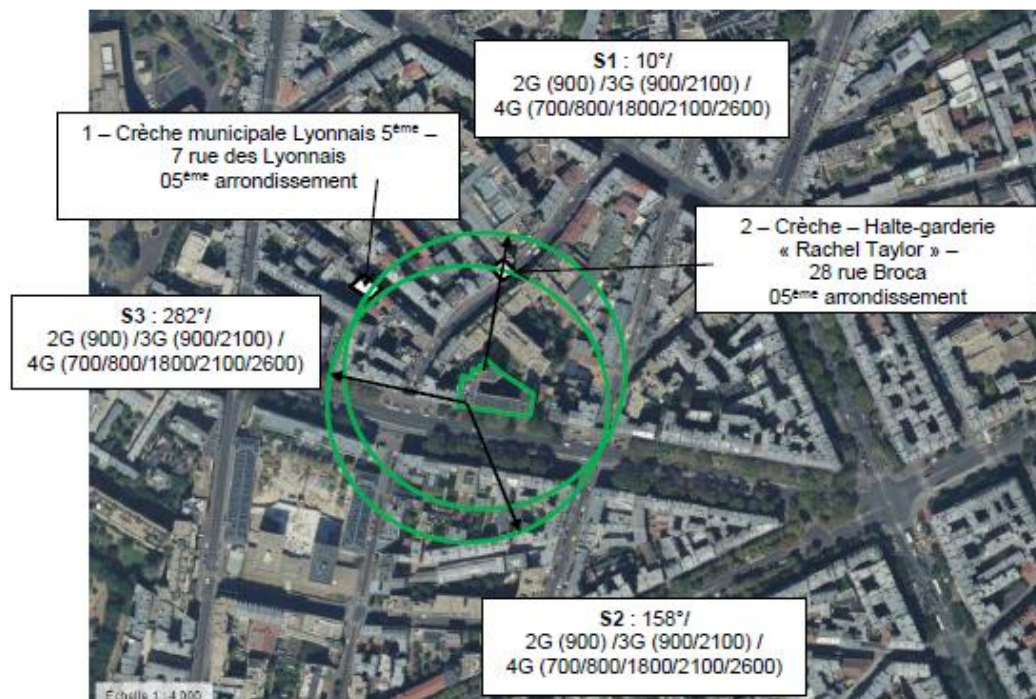 S1 : 10°/
2G (900) /3G (900/2100) /
4G (700/800/1800/2100/2600)
1 – Crèche municipale Lyonnais 5ème –
7 rue des Lyonnais
05ème arrondissement
2 – Crèche – Halte-garderie
« Rachel Taylor » –
28 rue Broca
05ème arrondissement
S3 : 282°/
2G (900) /3G (900/2100) /
4G (700/800/1800/2100/2600)
S2 : 158°/
2G (900) /3G (900/2100) /
4G (700/800/1800/2100/2600)
Echelle 1 : 4 000